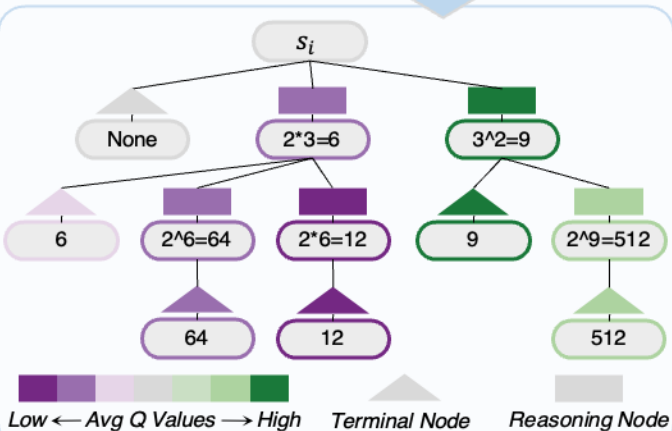 s_i
None
2*3=6
3^2=9
6
2^6=64
2*6=12
9
2^9=512
64
12
512
Low ← Avg Q Values → High
Terminal Node
Reasoning Node